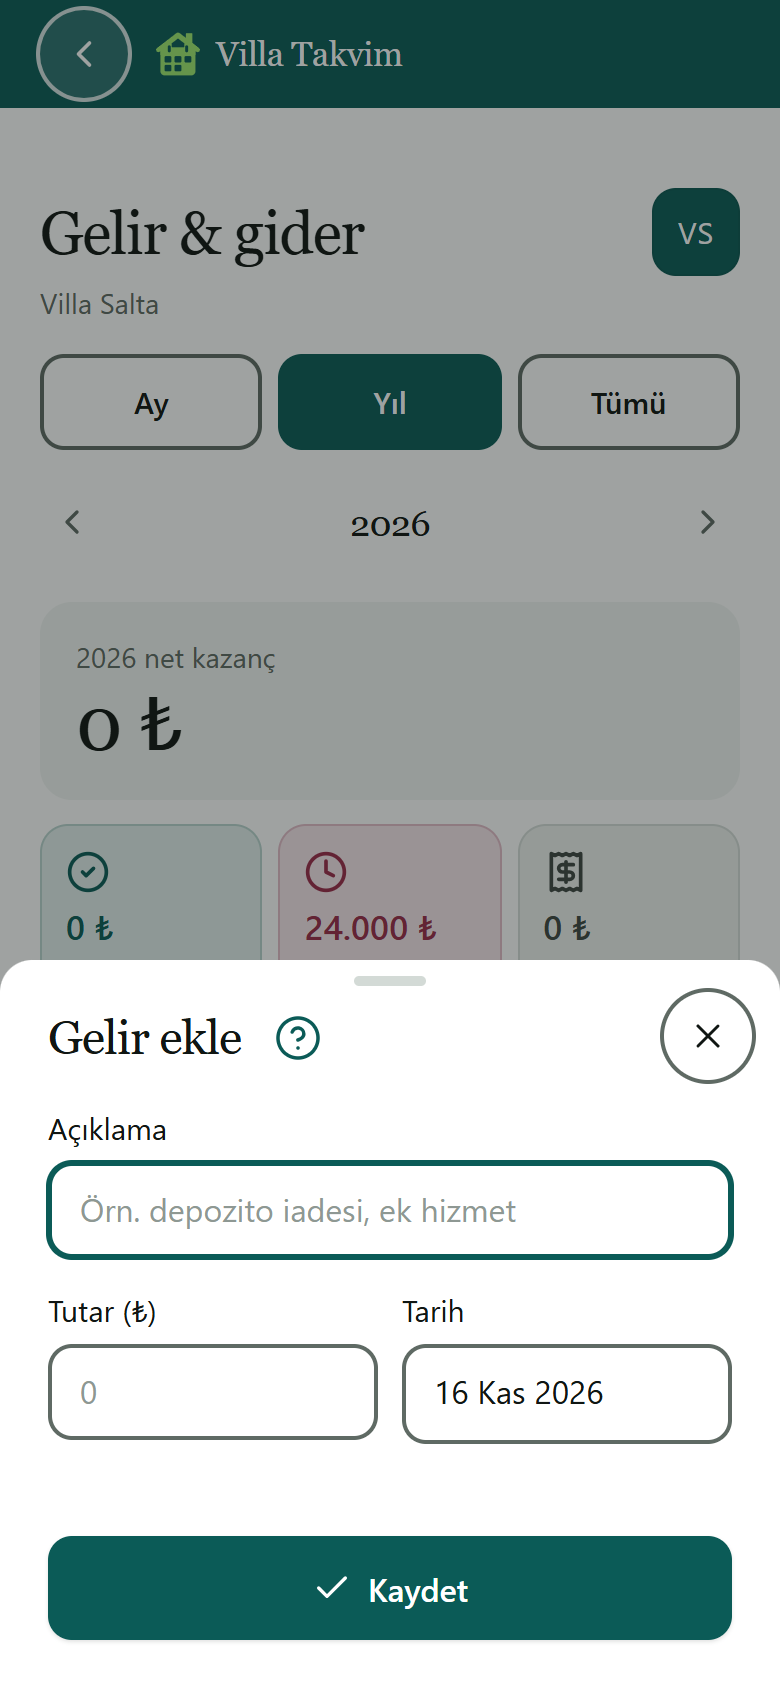 Villa Takvim
Gelir & gider
VS
Villa Salta
Ay
Yıl
Tümü
2026
2026 net kazanç
0 ₺
0 ₺
24.000 ₺
0 ₺
Gelir ekle
Açıklama
Örn. depozito iadesi, ek hizmet
Tutar (₺)
Tarih
0
16 Kas 2026
Kaydet